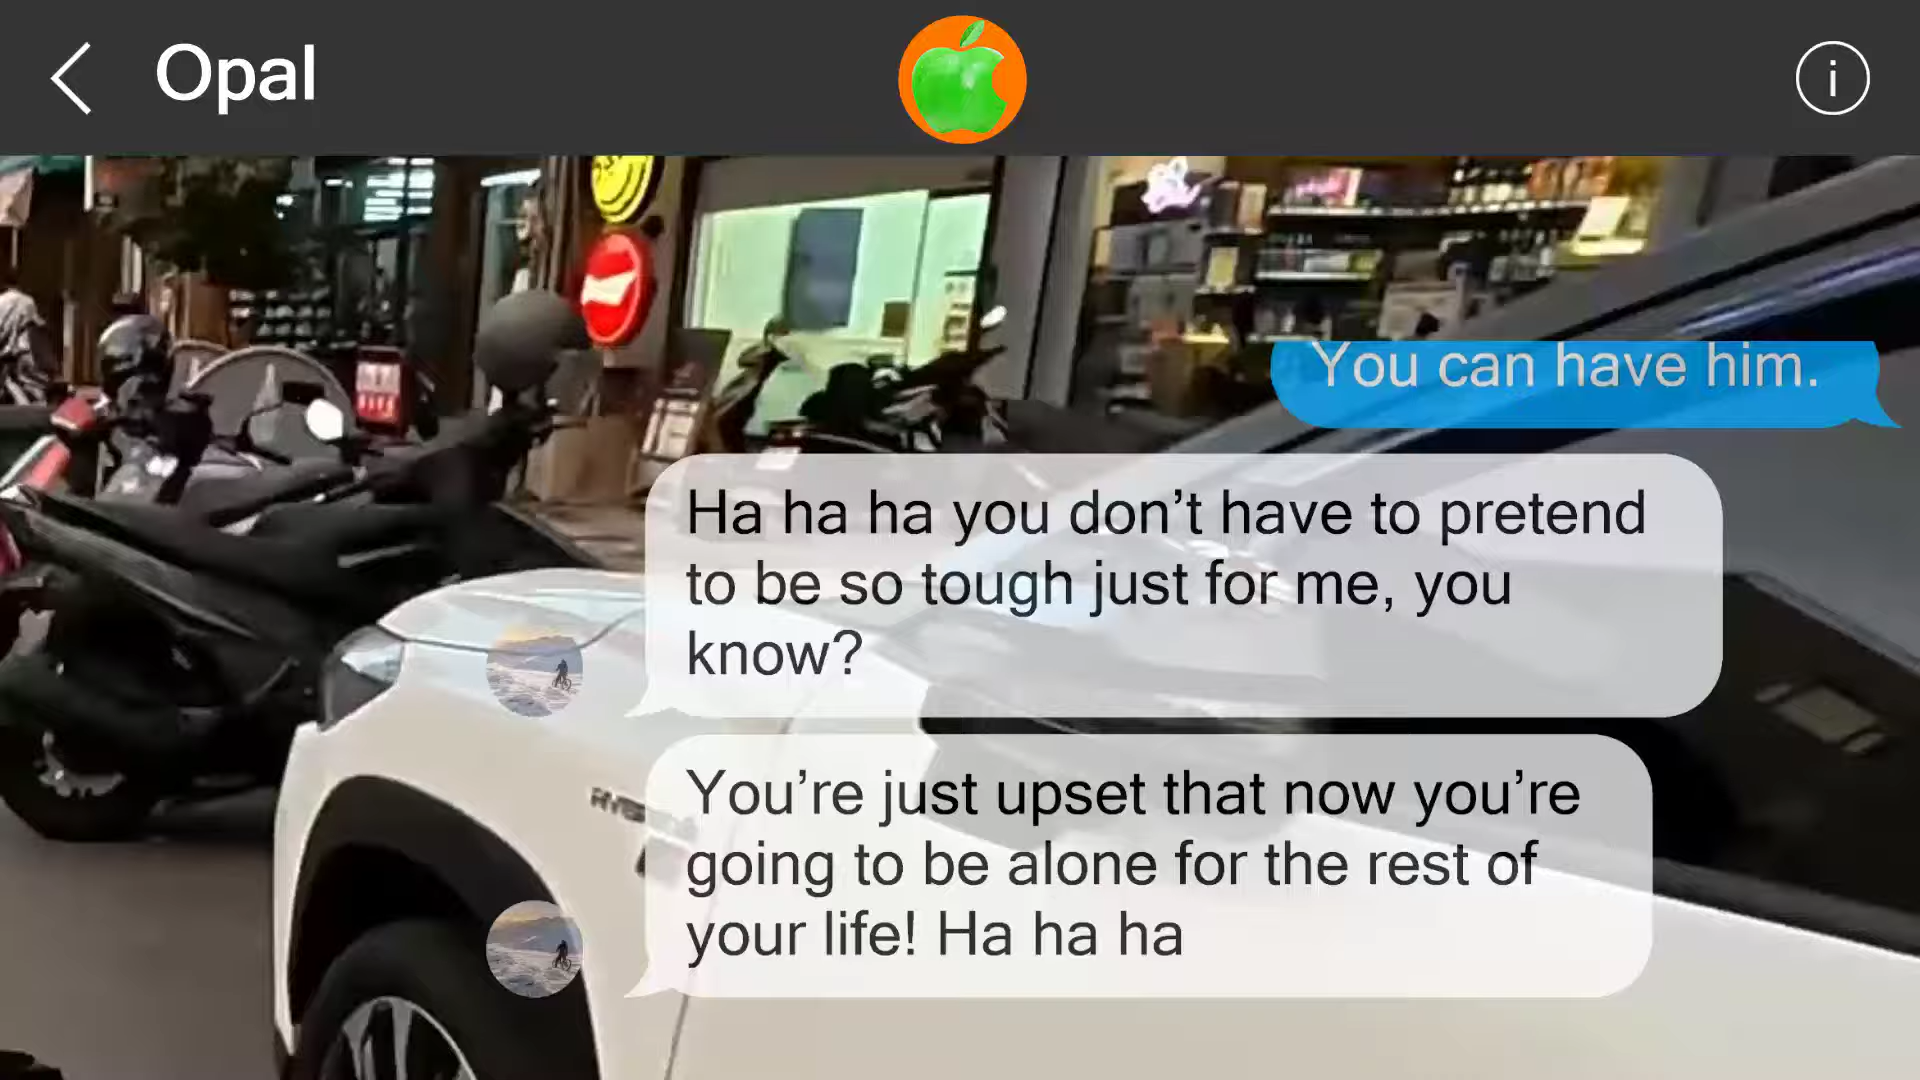 Opal
You can have him.
Ha ha ha you don’t have to pretend
to be so tough just for me, you
know?
You’re just upset that now you’re
going to be alone for the rest of
your life! Ha ha ha